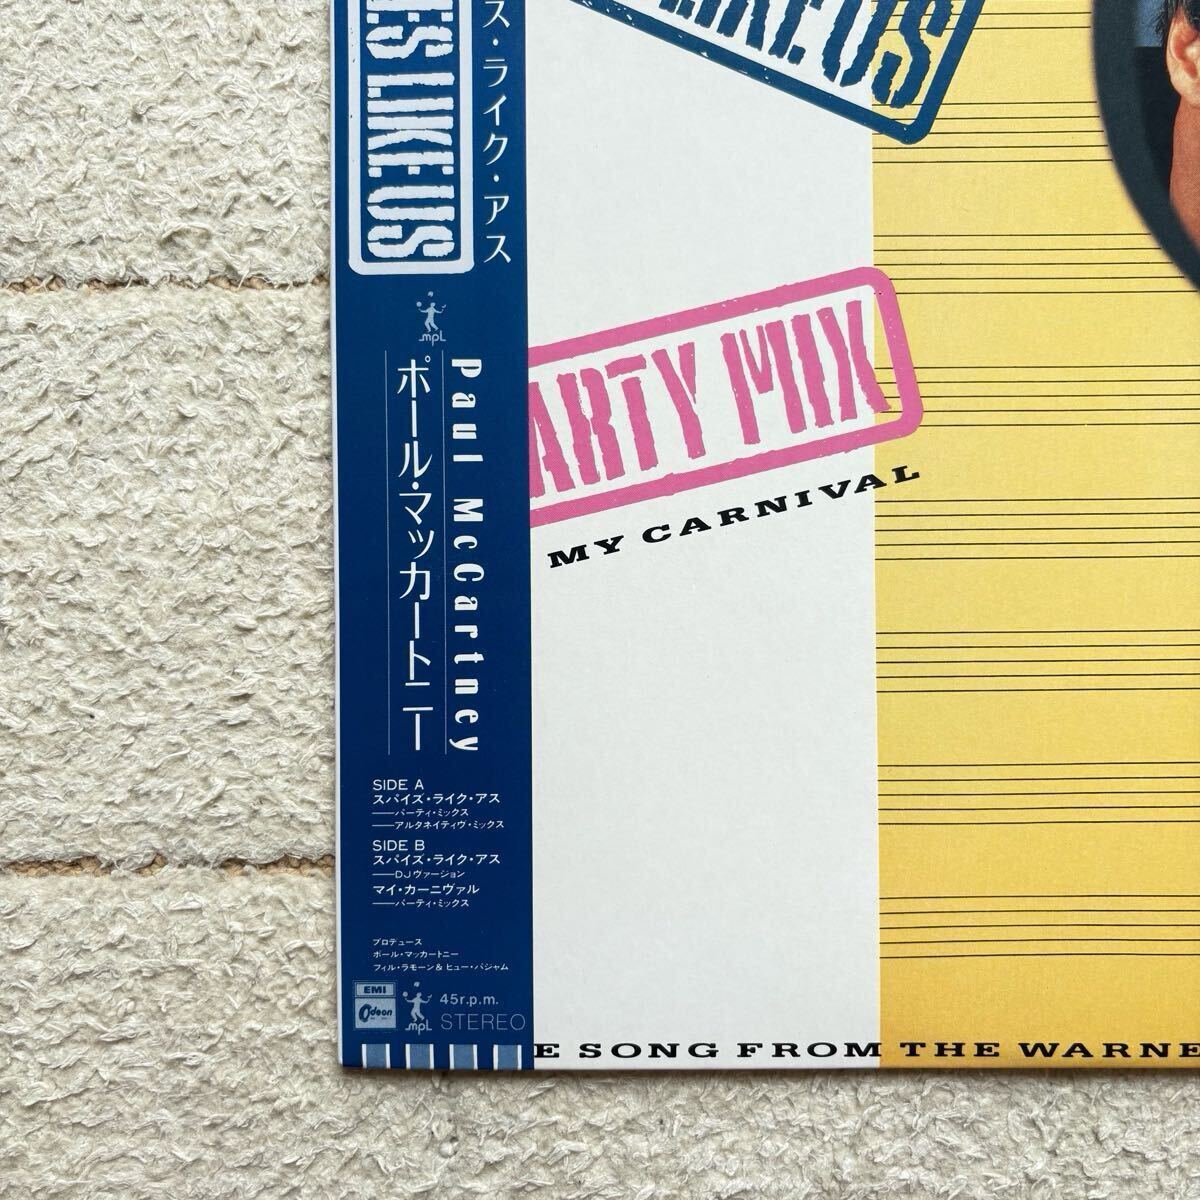 ES LIKE US
ス・ライク・アス
mpL
Paul McCartney
ポール・マッカートニー
SIDE A
スパイズ・ライク・アス
——パーティ・ミックス
——アルタネイティヴ・ミックス
SIDE B
スパイズ・ライク・アス
——DJヴァージョン
マイ・カーニヴァル
——パーティ・ミックス
プロデュース
ポール・マッカートニー
フィル・ラモーン&ヒュー・パジャム
EMI
Odeon
mpL
45r.p.m.
STEREO
LIKE US
ARTY MIX
MY CARNIVAL
E SONG FROM THE WARNE